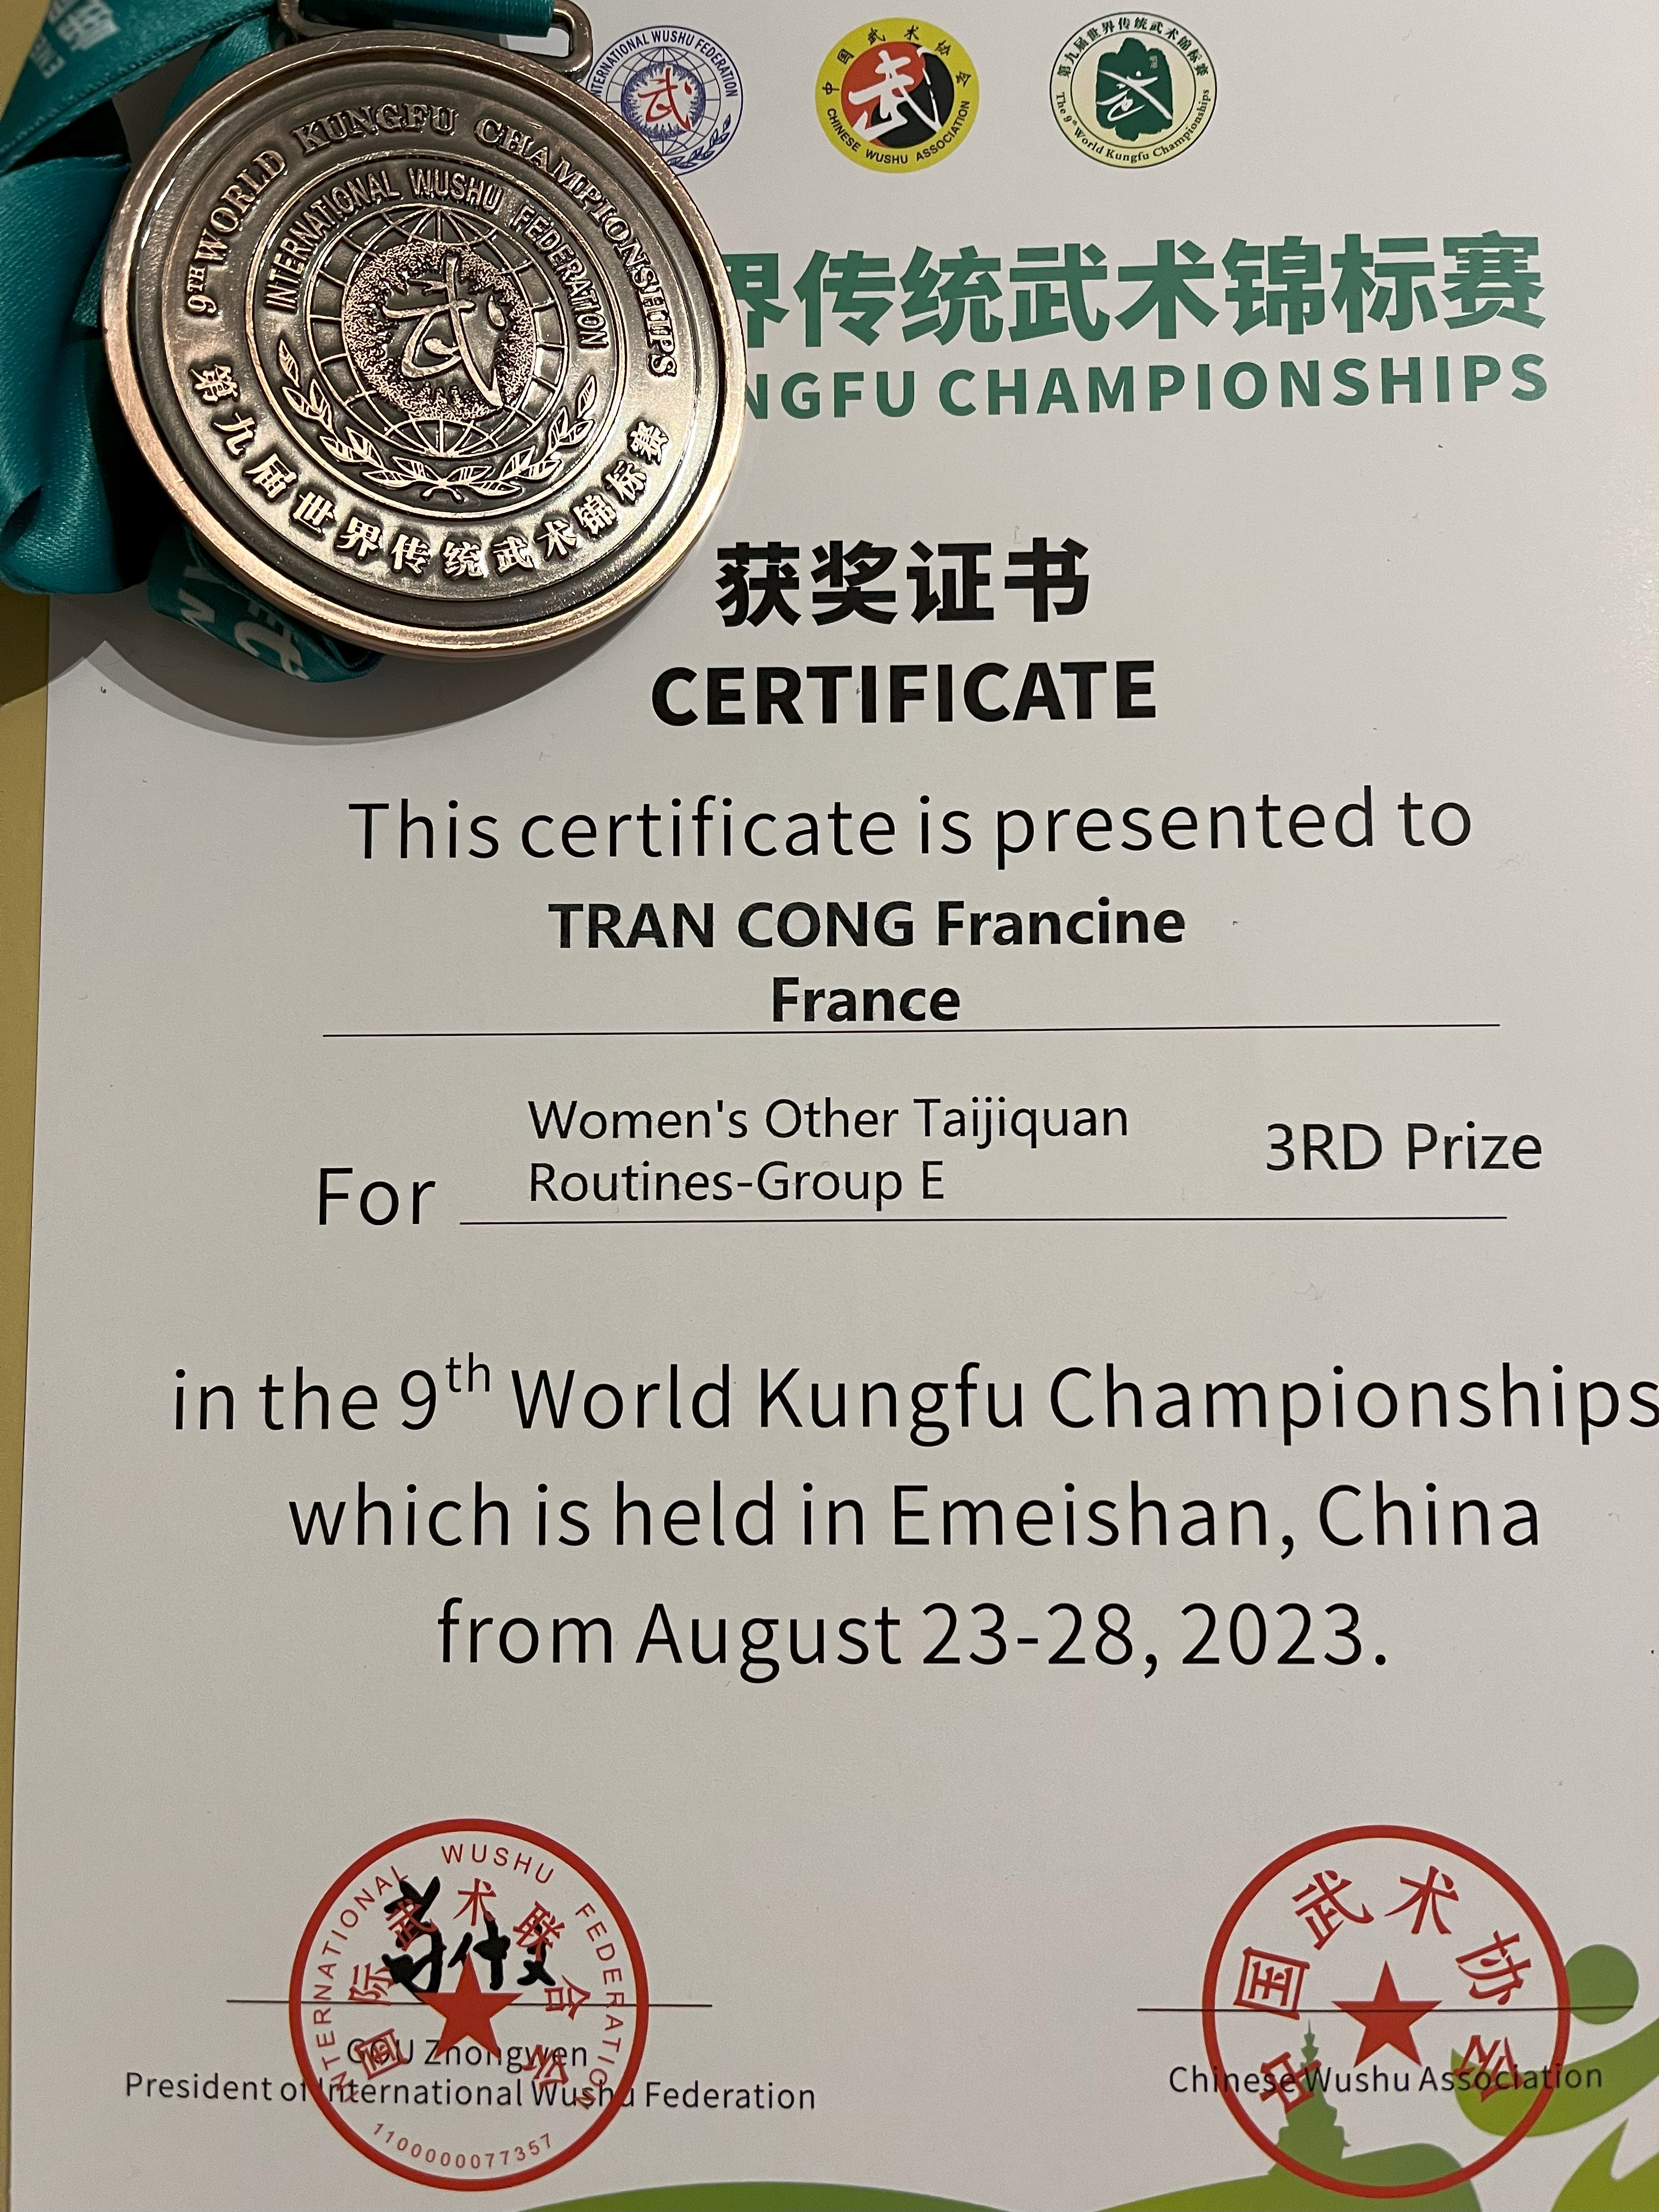 INTERNATIONAL WUSHU FEDERATION
武
中国武术协会
武
CHINESE WUSHU ASSOCIATION
第九届世界传统武术锦标赛
The 9th World Kungfu Championships
9TH WORLD KUNGFU CHAMPIONSHIPS
INTERNATIONAL WUSHU FEDERATION
武
第九届世界传统武术锦标赛
界传统武术锦标赛
NGFU CHAMPIONSHIPS
获奖证书
CERTIFICATE
This certificate is presented to
TRAN CONG Francine
France
Women's Other Taijiquan
Routines-Group E
3RD Prize
For
in the 9th World Kungfu Championships
which is held in Emeishan, China
from August 23-28, 2023.
INTERNATIONAL WUSHU FEDERATION
国际武术联合会
GOU Zhongwen
President of International Wushu Federation
1100000077357
中国武术协会
Chinese Wushu Association